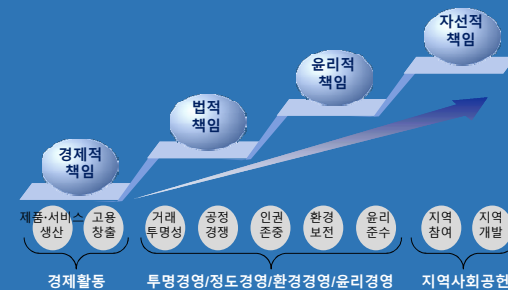 자선적
책임
윤리적
책임
법적
책임
경제적
책임
제품·서비스
생산
고용
창출
거래
투명성
공정
경쟁
인권
존중
환경
보전
윤리
준수
지역
참여
지역
개발
경제활동
투명경영/정도경영/환경경영/윤리경영
지역사회공헌